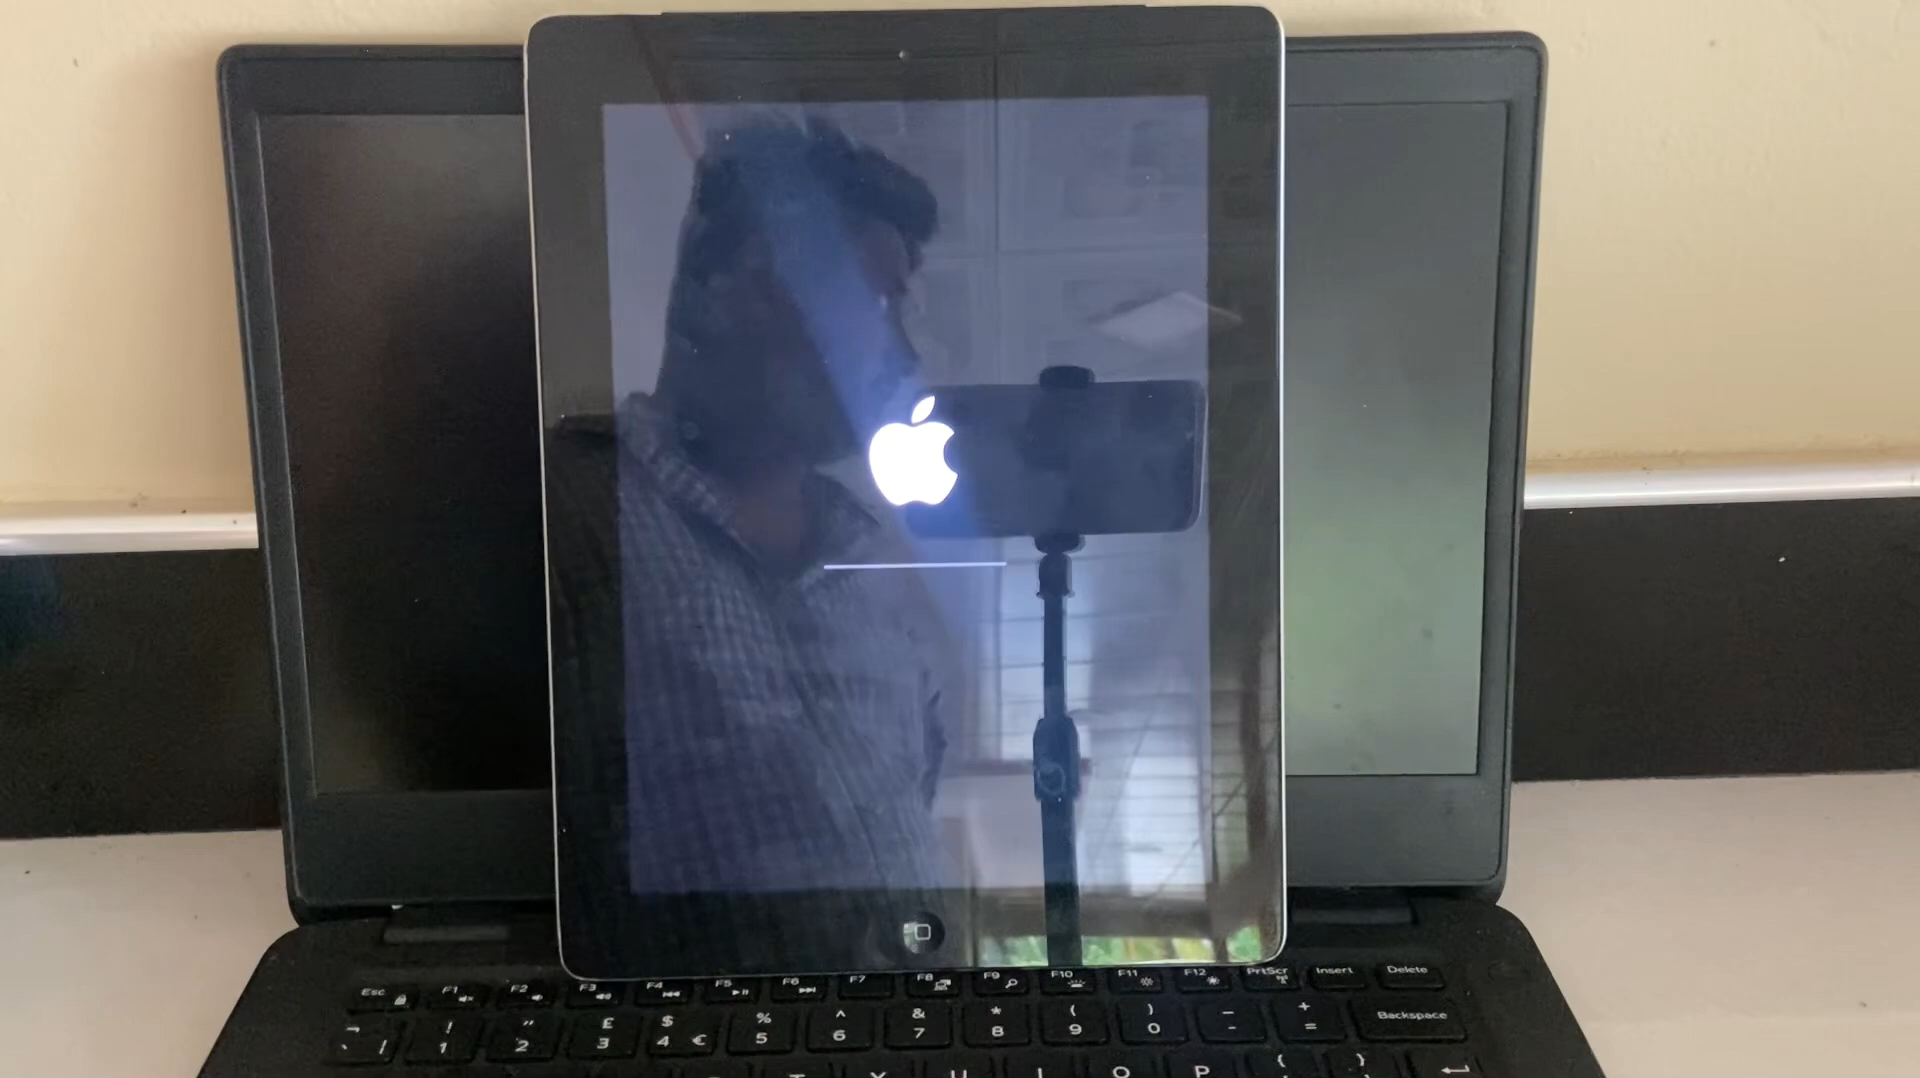 Esc F1 F2 F3 F4 F5 F6 F7 F8 F9 F10 F11 F12 PrtScr Insert Delete
! " £ $ % ^ & * ( ) _ + Backspace
` 1 2 3 4 € 5 6 7 8 9 0 - =
T Y U I O P { }